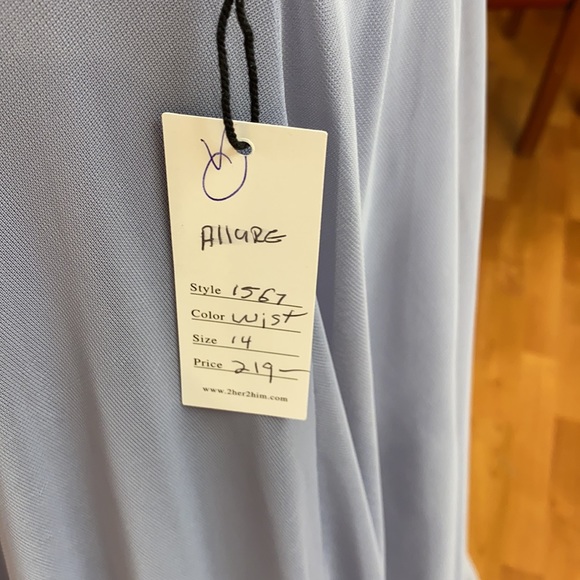 Allure
Style 1567
Color Wist
Size 14
Price 219-
www.2her2him.com